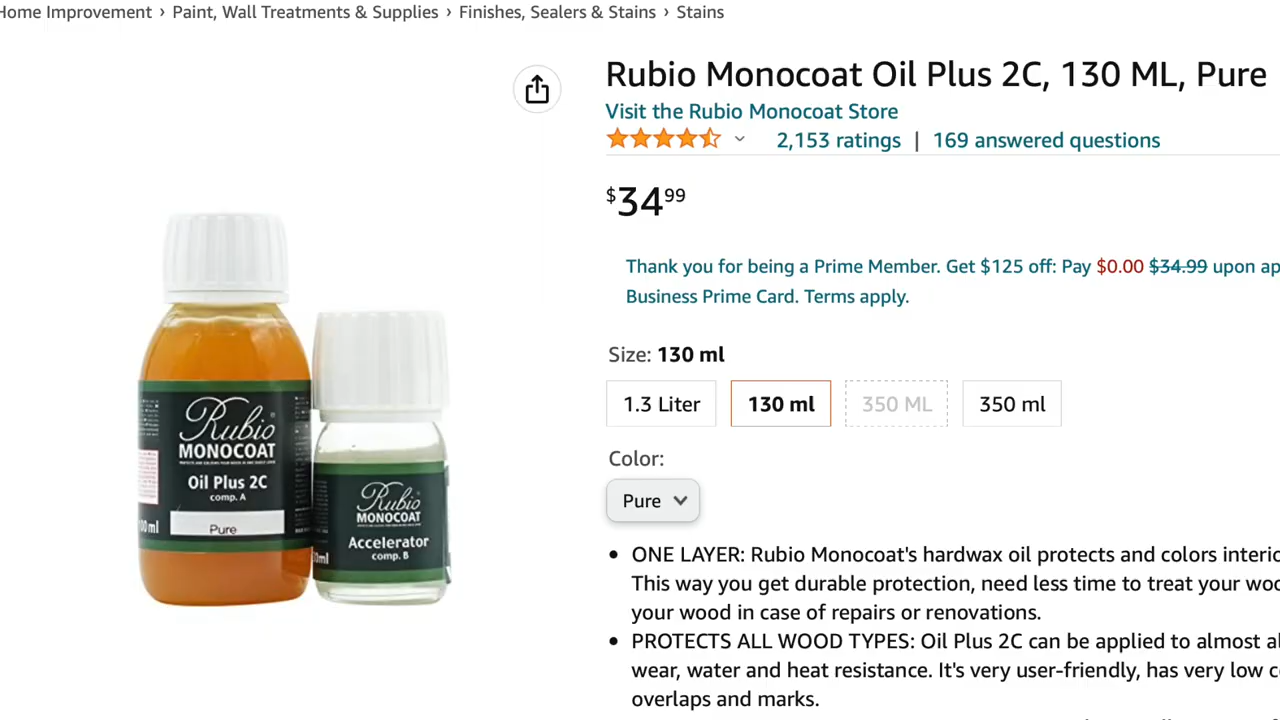 Home Improvement › Paint, Wall Treatments & Supplies › Finishes, Sealers & Stains › Stains
Rubio Monocoat Oil Plus 2C, 130 ML, Pure
Visit the Rubio Monocoat Store
2,153 ratings | 169 answered questions
$34.99
Thank you for being a Prime Member. Get $125 off: Pay $0.00 $34.99 upon ap
Business Prime Card. Terms apply.
Size: 130 ml
1.3 Liter 130 ml 350 ML 350 ml
Color:
Pure
• ONE LAYER: Rubio Monocoat's hardwax oil protects and colors interio
This way you get durable protection, need less time to treat your woo
your wood in case of repairs or renovations.
• PROTECTS ALL WOOD TYPES: Oil Plus 2C can be applied to almost al
wear, water and heat resistance. It's very user-friendly, has very low
overlaps and marks.
Rubio
MONOCOAT
Oil Plus 2C
comp. A
Pure
Rubio
MONOCOAT
Accelerator
comp. B